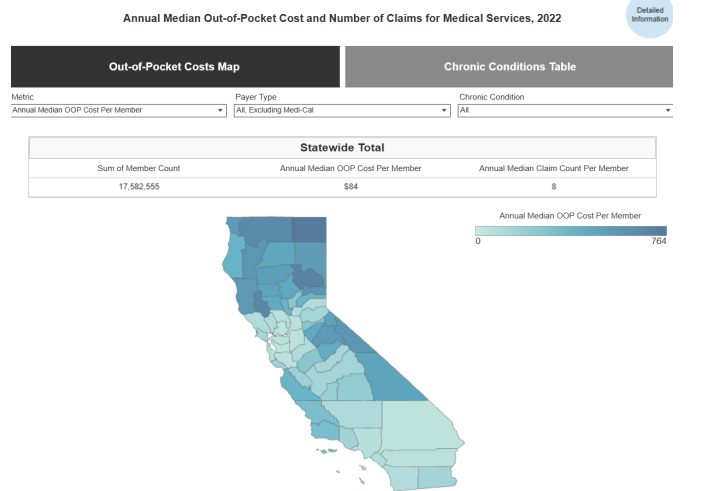 Annual Median Out-of-Pocket Cost and Number of Claims for Medical Services, 2022
Detailed
Information
Out-of-Pocket Costs Map
Chronic Conditions Table
Metric
Payer Type
Chronic Condition
Annual Median OOP Cost Per Member
All, Excluding Medi-Cal
All
Statewide Total
Sum of Member Count
Annual Median OOP Cost Per Member
Annual Median Claim Count Per Member
17,582,555
$84
8
Annual Median OOP Cost Per Member
0
764